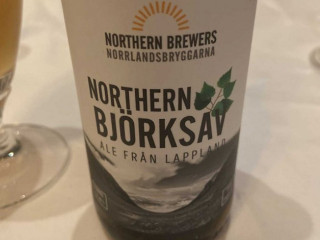 NORTHERN BREWERS
NORRLANDSBRYGGARNA
NORTHERN
BJÖRKSAV
ALE FRÅN LAPPLAND